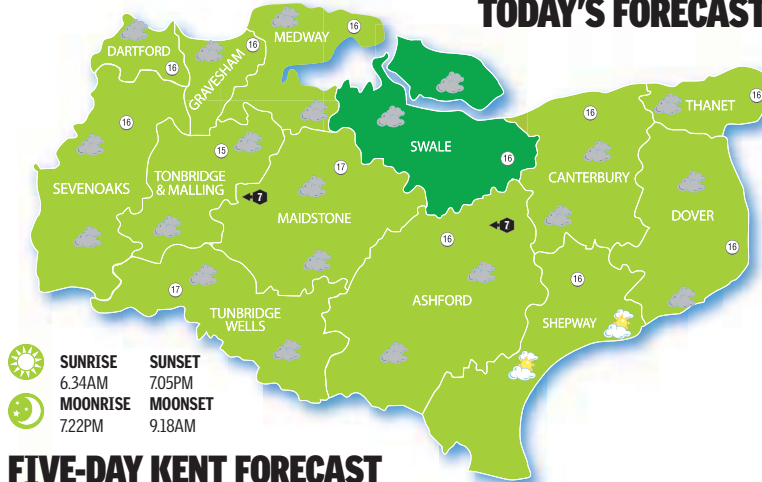 TODAY'S FORECAST
DARTFORD
16
GRAVESHAM
16
MEDWAY
16
SEVENOAKS
16
TONBRIDGE
& MALLING
15
7
MAIDSTONE
17
SWALE
16
CANTERBURY
16
THANET
16
DOVER
16
ASHFORD
16
7
SHEPWAY
16
TUNBRIDGE
WELLS
17
SUNRISE SUNSET
6.34AM 7.05PM
MOONRISE MOONSET
7.22PM 9.18AM
FIVE-DAY KENT FORECAST